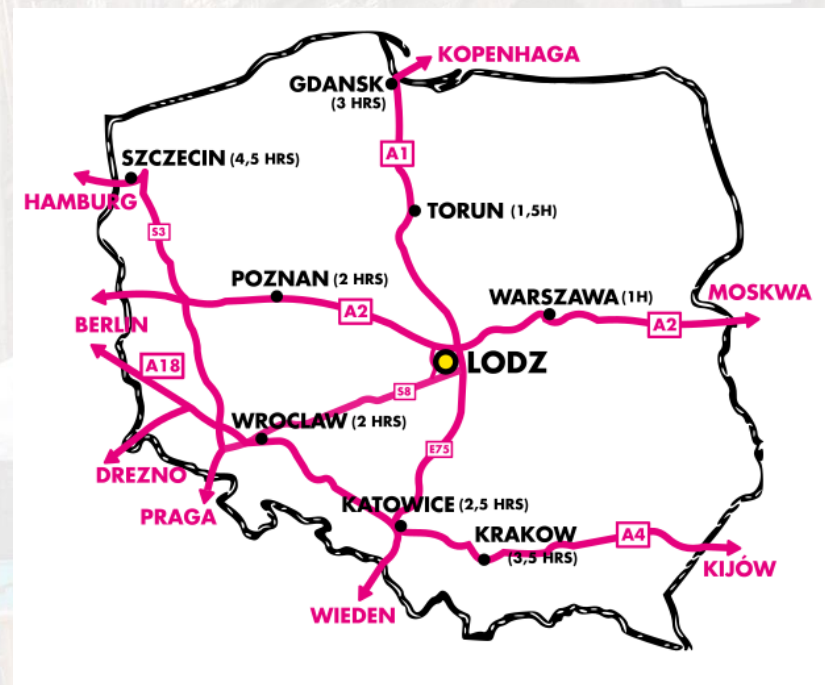 KOPENHAGA
GDANSK
(3 HRS)
A1
SZCZECIN (4,5 HRS)
HAMBURG
TORUN (1,5H)
S3
POZNAN (2 HRS)
WARSZAWA (1H)
MOSKWA
BERLIN
A2
A2
A18
LODZ
S8
WROCLAW (2 HRS)
E75
DREZNO
PRAGA
KATOWICE (2,5 HRS)
KRAKOW
(3,5 HRS)
A4
KIJÓW
WIEDEN